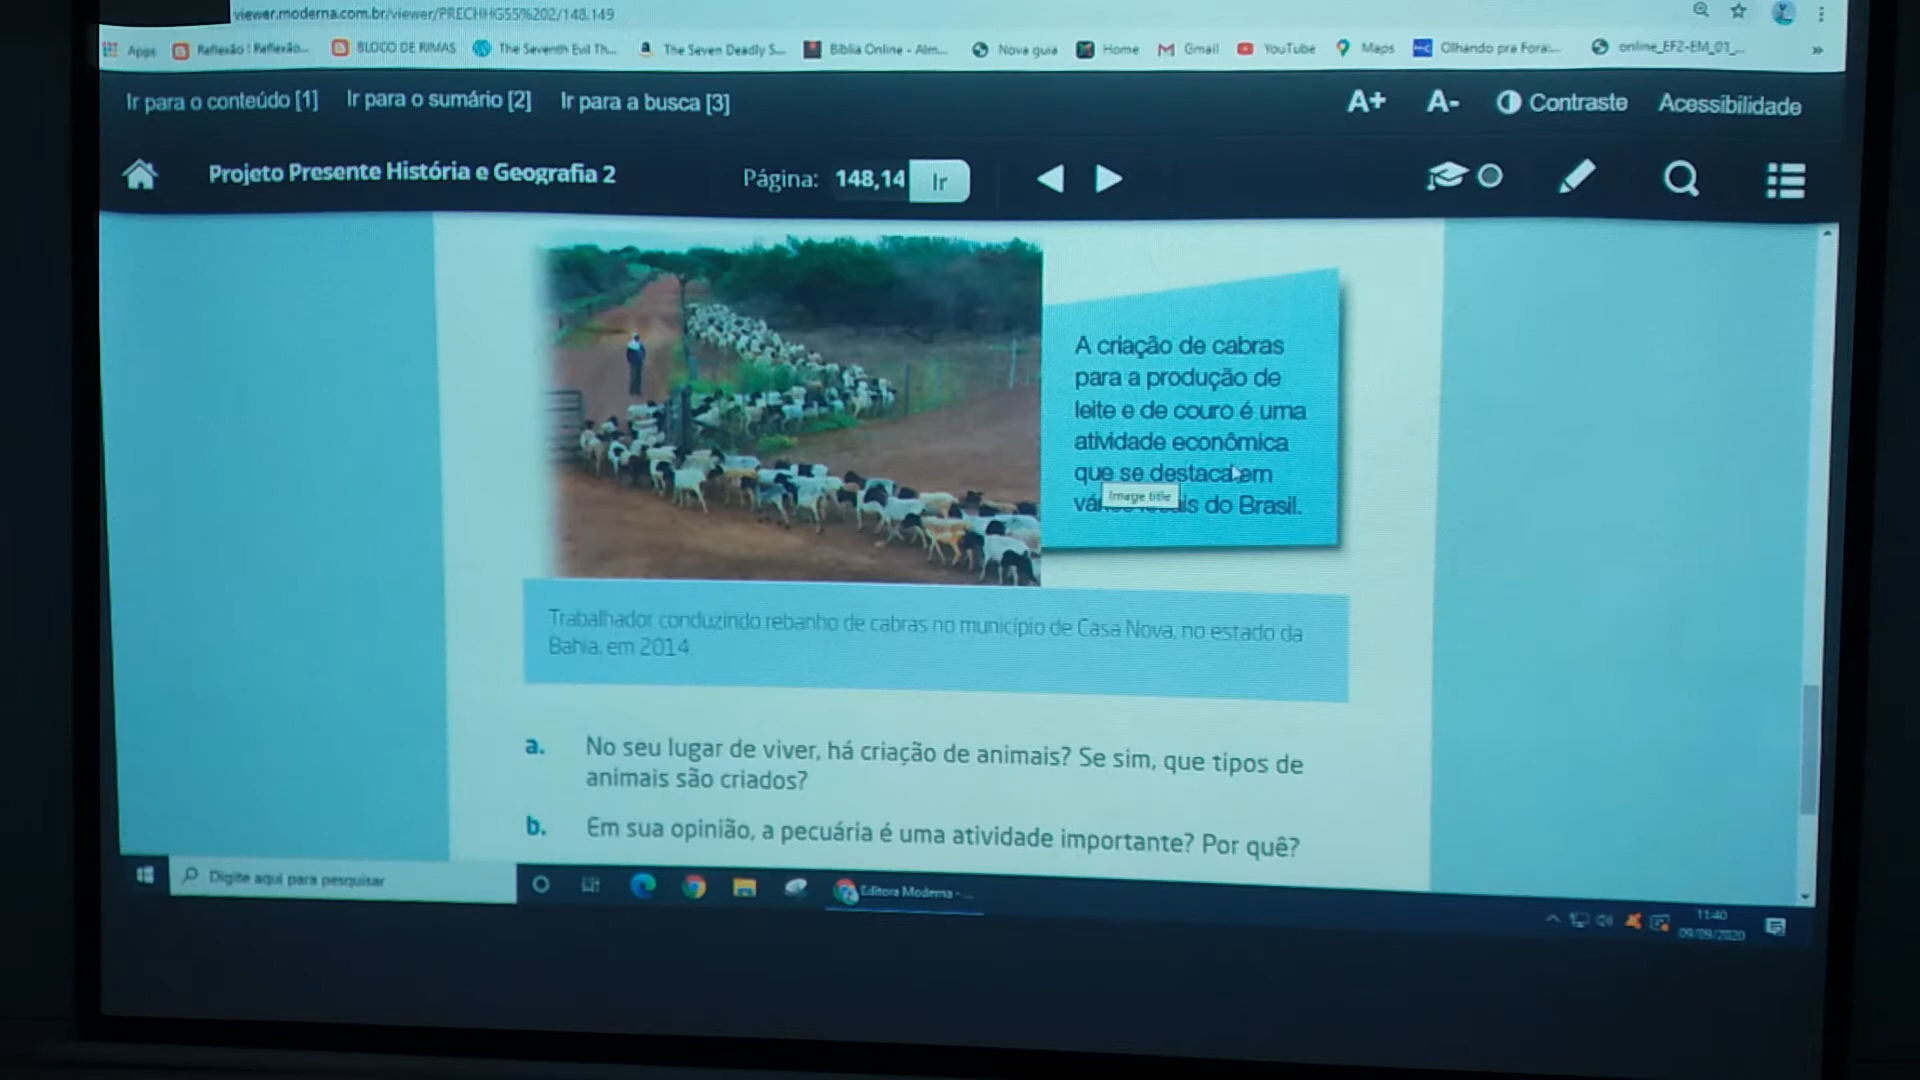 viewer.moderna.com.br/viewer/PRECHHGS5%202/148.149
Apps Reflexão | Reflexão... BLOCO DE RIMAS The Seventh Evil Th... The Seven Deadly S... Bíblia Online - Alm... Nova guia Home Gmail YouTube Maps Olhando pra Fora:... online_EF2-EM_01_... »
Ir para o conteúdo [1] Ir para o sumário [2] Ir para a busca [3] A+ A- Contraste Acessibilidade
Projeto Presente História e Geografia 2 Página: 148,14 Ir
A criação de cabras
para a produção de
leite e de couro é uma
atividade econômica
que se destaca em
Image title
do Brasil.
Trabalhador conduzindo rebanho de cabras no município de Casa Nova, no estado da
Bahia, em 2014.
a. No seu lugar de viver, há criação de animais? Se sim, que tipos de
animais são criados?
b. Em sua opinião, a pecuária é uma atividade importante? Por quê?
Digite aqui para pesquisar Editora Moderna - ...
11:40
09/09/2020